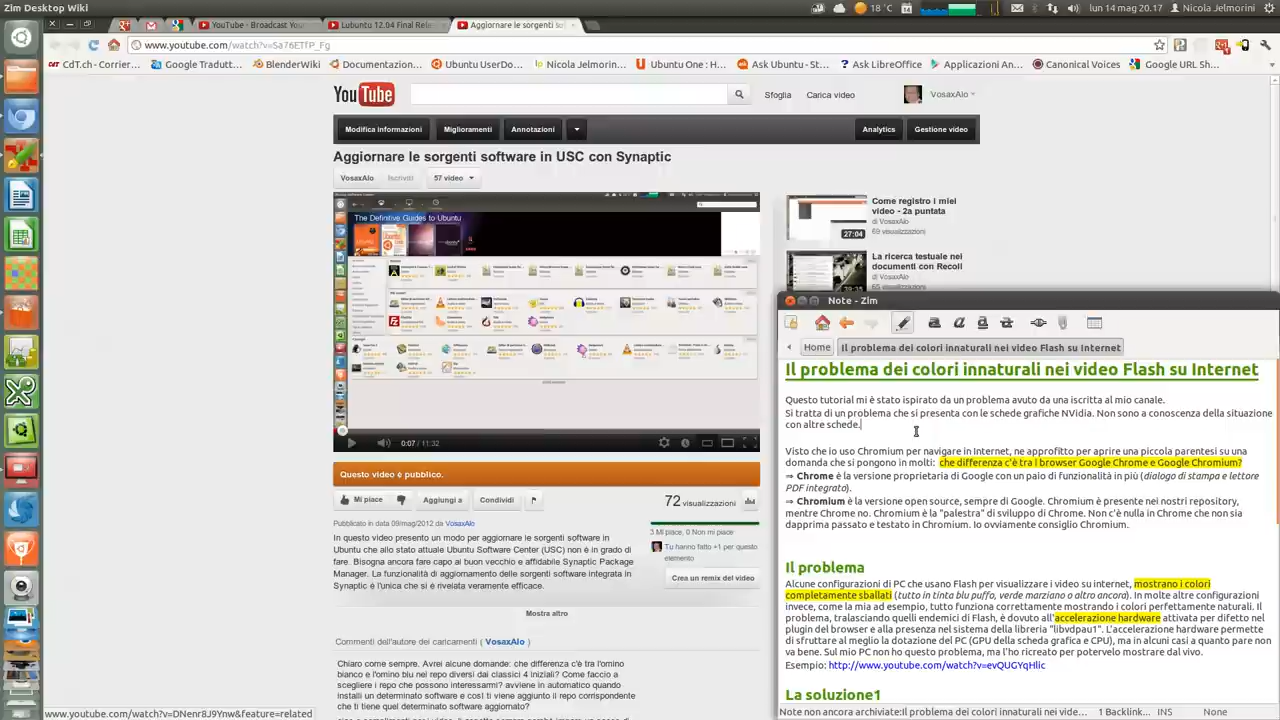 Zim Desktop Wiki
18 °C
lun 14 mag 20.17
Nicola Jelmorini
YouTube - Broadcast Your
Lubuntu 12.04 Final Rele
Aggiornare le sorgenti so
www.youtube.com/watch?v=Sa76ETfP_Fg
CdT.ch - Corrier...
Google Tradutt...
BlenderWiki
Documentazion...
Ubuntu UserDo...
Nicola Jelmorin...
Ubuntu One : H...
Ask Ubuntu - St...
Ask LibreOffice
Applicazioni An...
Canonical Voices
Google URL Sh...
YouTube
Sfoglia
Carica video
VosaxAlo
Modifica informazioni
Miglioramenti
Annotazioni
Analytics
Gestione video
Aggiornare le sorgenti software in USC con Synaptic
VosaxAlo
Iscriviti
57 video
The Definitive Guides to Ubuntu
0:07 / 11:32
Questo video è pubblico.
Mi piace
Aggiungi a
Condividi
72 visualizzazioni
Pubblicato in data 09/mag/2012 da VosaxAlo
In questo video presento un modo per aggiornare le sorgenti software in
Ubuntu che allo stato attuale Ubuntu Software Center (USC) non è in grado di
fare. Bisogna ancora fare capo al buon vecchio e affidabile Synaptic Package
Manager. La funzionalità di aggiornamento delle sorgenti software integrata in
Synaptic è l'unica che si è rivelata veramente efficace.
3 Mi piace, 0 Non mi piace
Tu hanno fatto +1 per questo
elemento
Crea un remix del video
Mostra altro
Commenti dell'autore dei caricamenti ( VosaxAlo )
Chiaro come sempre. Avrei alcune domande: che differenza c'è tra l'omino
bianco e l'omino blu nel repo diversi dai classici 4 iniziali? Come faccio a
scegliere i repo che possono interessarmi? avviene in automatico quando
installi un determinato software e così ti viene aggiunto il repo corrispondente
che ti tiene quel determinato software aggiornato?
Come registro i miei
video - 2a puntata
di VosaxAlo
69 visualizzazioni
27:04
La ricerca testuale nei
documenti con Recoll
di VosaxAlo
Note - Zim
Home
Il problema dei colori innaturali nei video Flash su Internet
Il problema dei colori innaturali nei video Flash su Internet
Questo tutorial mi è stato ispirato da un problema avuto da una iscritta al mio canale.
Si tratta di un problema che si presenta con le schede grafiche NVidia. Non sono a conoscenza della situazione
con altre schede.
Visto che io uso Chromium per navigare in Internet, ne approfitto per aprire una piccola parentesi su una
domanda che si pongono in molti: che differenza c'è tra i browser Google Chrome e Google Chromium?
⇒ Chrome è la versione proprietaria di Google con un paio di funzionalità in più (dialogo di stampa e lettore
PDF integrato).
⇒ Chromium è la versione open source, sempre di Google. Chromium è presente nei nostri repository,
mentre Chrome no. Chromium è la "palestra" di sviluppo di Chrome. Non c'è nulla in Chrome che non sia
dapprima passato e testato in Chromium. Io ovviamente consiglio Chromium.
Il problema
Alcune configurazioni di PC che usano Flash per visualizzare i video su internet, mostrano i colori
completamente sballati (tutto in tinta blu puffo, verde marziano o altro ancora). In molte altre configurazioni
invece, come la mia ad esempio, tutto funziona correttamente mostrando i colori perfettamente naturali. Il
problema, tralasciando quelli endemici di Flash, è dovuto all'accelerazione hardware attivata per difetto nel
plugin del browser e alla presenza nel sistema della libreria "libvdpau1". L'accelerazione hardware permette
di sfruttare al meglio la dotazione del PC (GPU della scheda grafica e CPU), ma in alcuni casi a quanto pare non
va bene. Sul mio PC non ho questo problema, ma l'ho ricreato per potervelo mostrare dal vivo.
Esempio: http://www.youtube.com/watch?v=evQUGYqHlic
La soluzione1
www.youtube.com/watch?v=DNenr8J9Ynw&feature=related
Note non ancora archiviate:Il problema dei colori innaturali nei vide...
1 Backlink...
INS
None